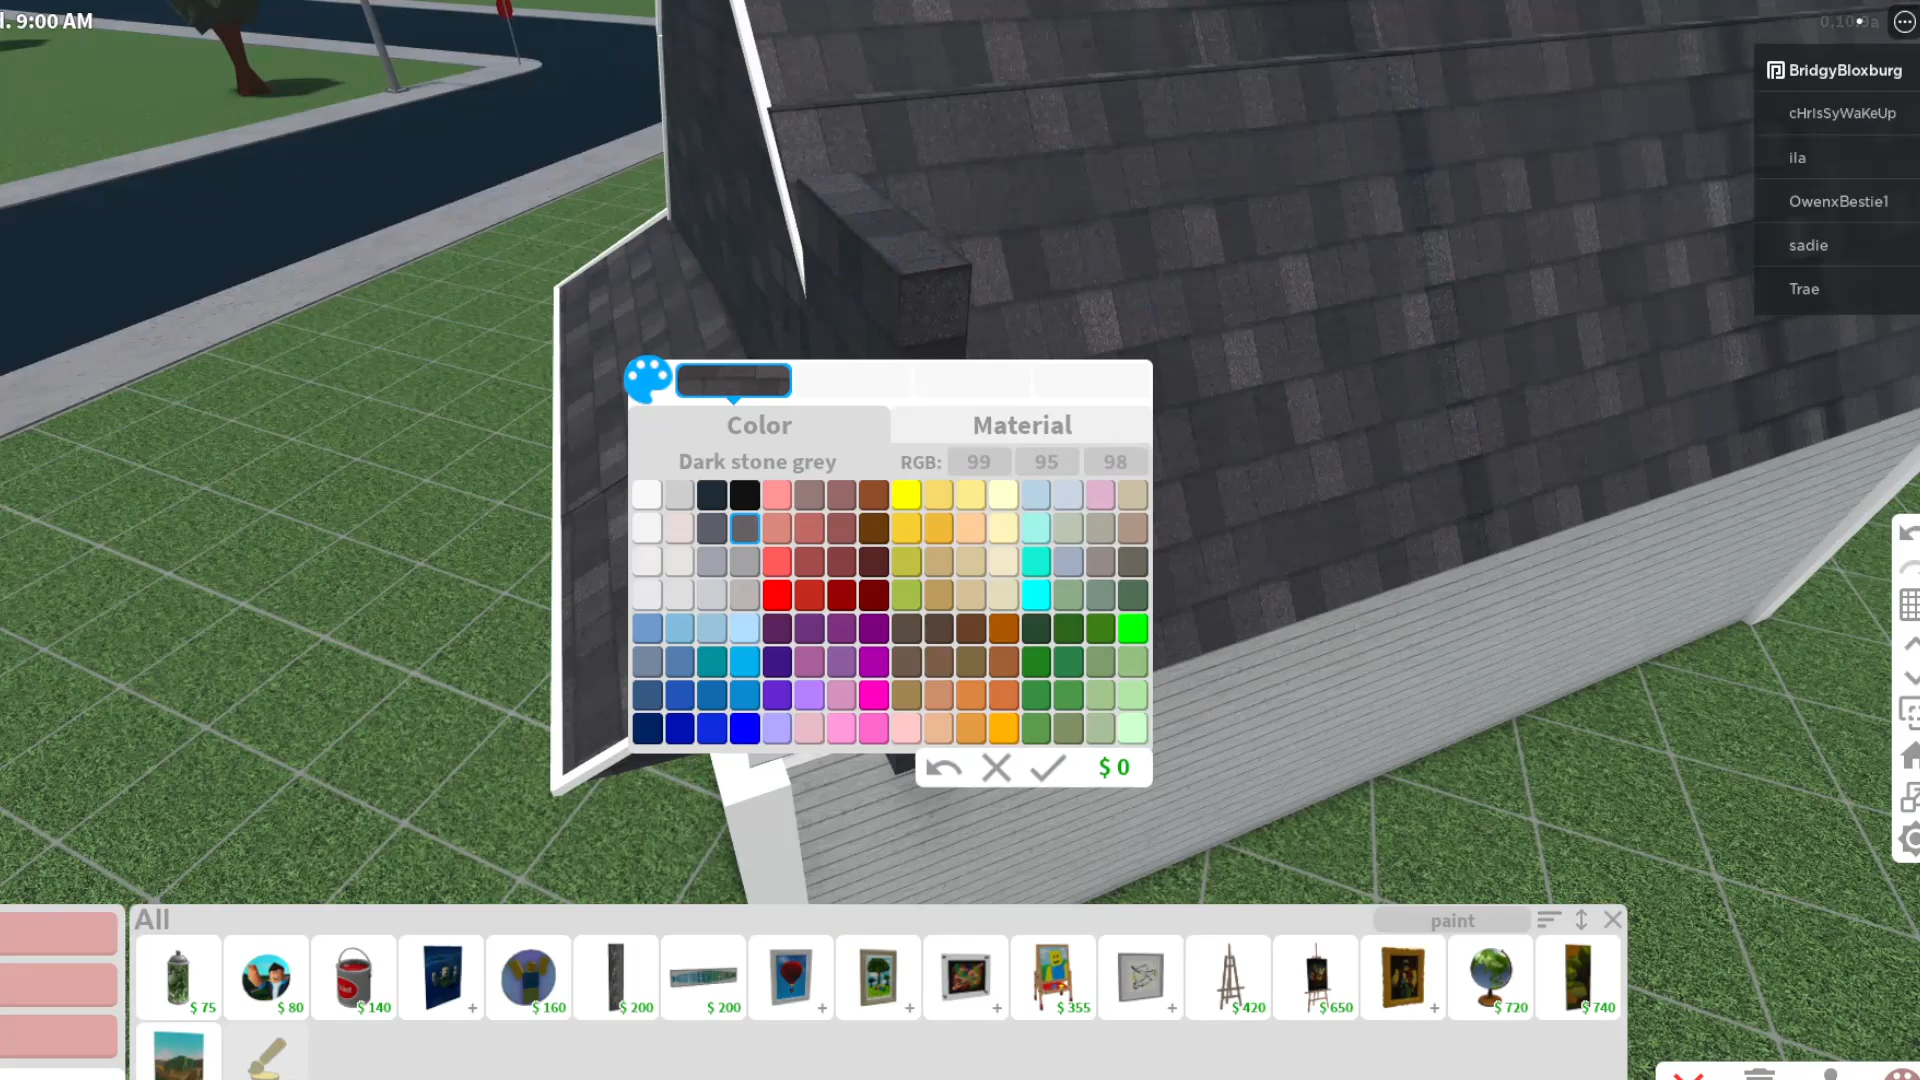 l. 9:00 AM
BridgyBloxburg
cHrIsSyWaKeUp
ila
OwenxBestie1
sadie
Trae
Color
Material
Dark stone grey
RGB:
99
95
98
$ 0
All
paint
$ 75
$ 80
$ 140
+
$ 160
$ 200
$ 200
+
+
+
$ 355
+
$ 420
$ 650
+
$ 720
$ 740